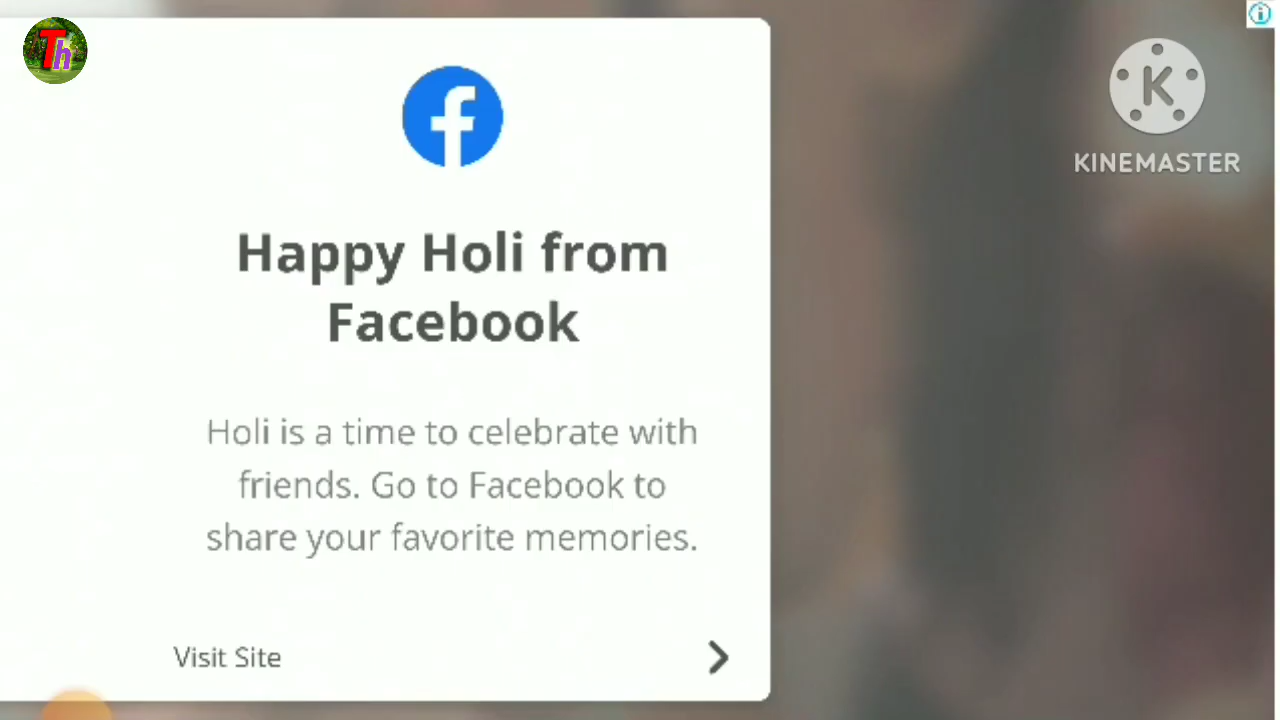 Th
K
KINEMASTER
Happy Holi from
Facebook
Holi is a time to celebrate with
friends. Go to Facebook to
share your favorite memories.
Visit Site